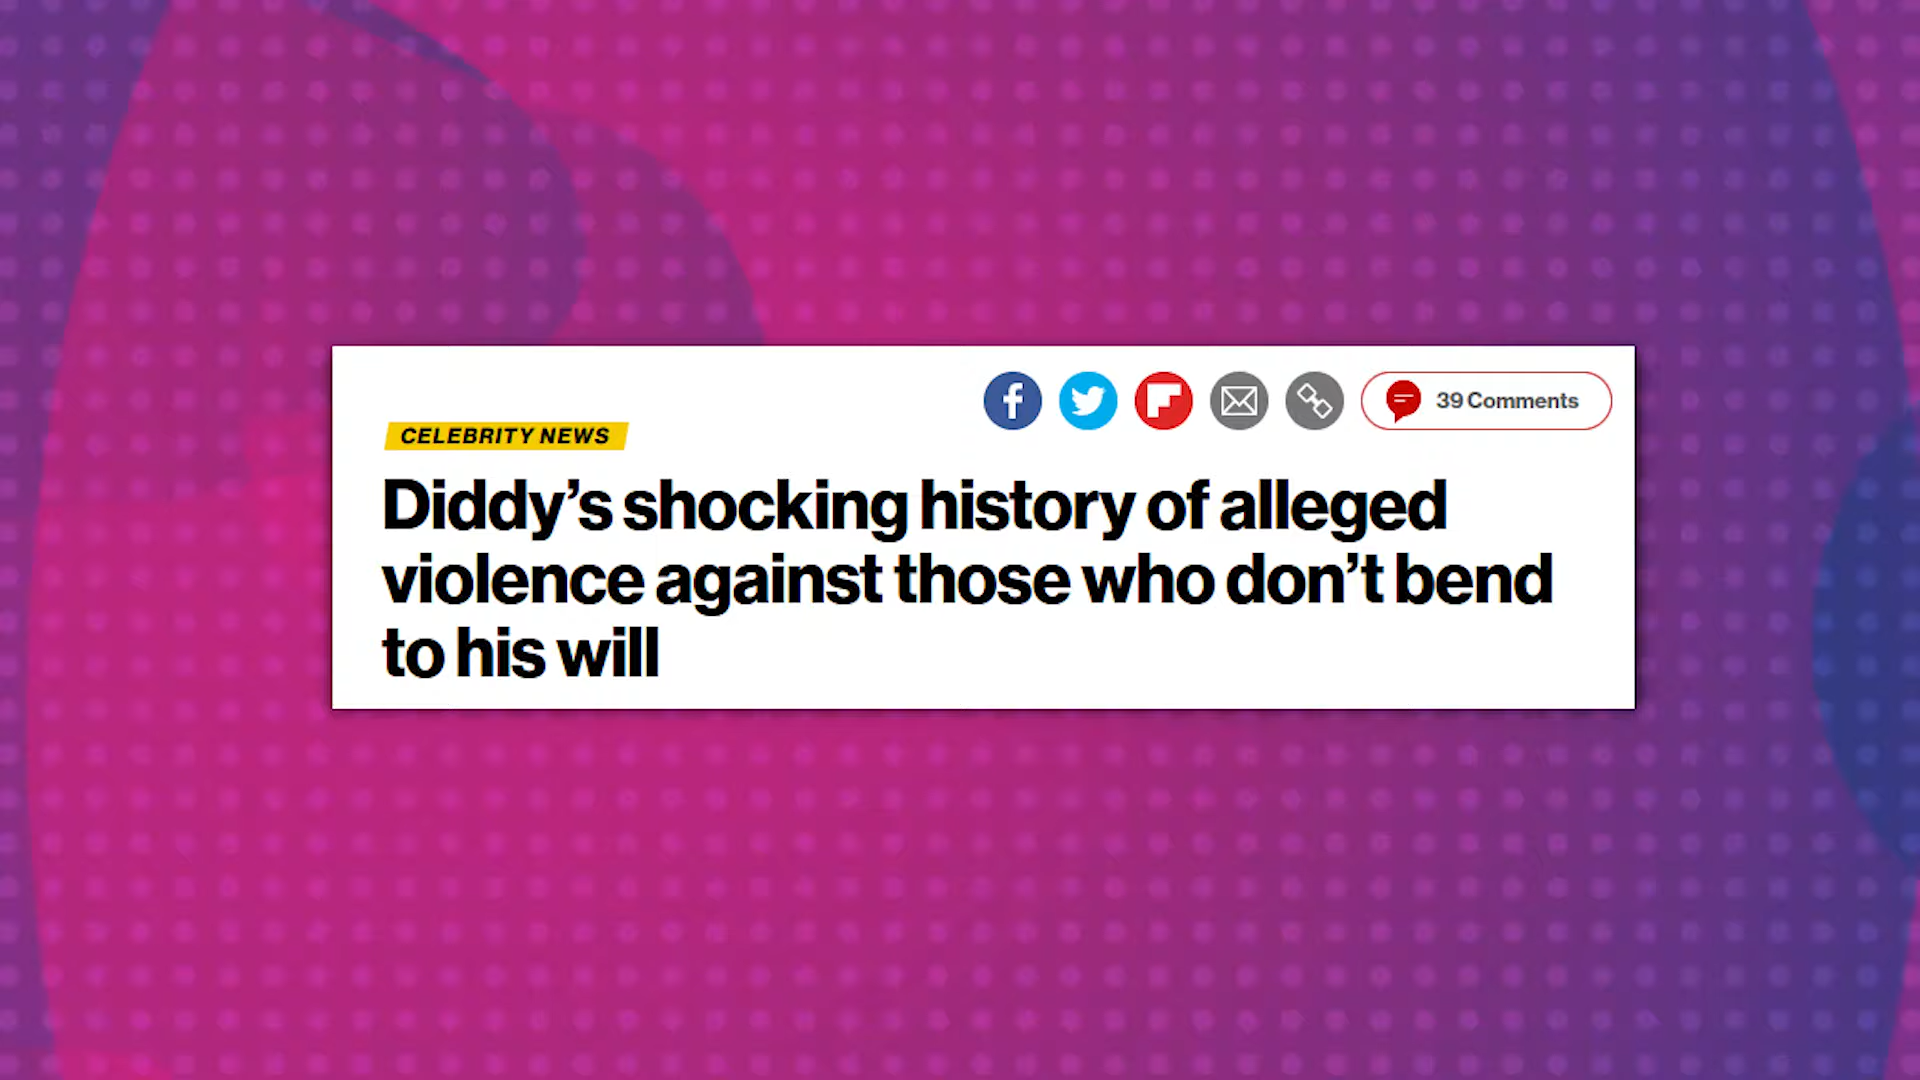 39 Comments
CELEBRITY NEWS
Diddy’s shocking history of alleged
violence against those who don’t bend
to his will